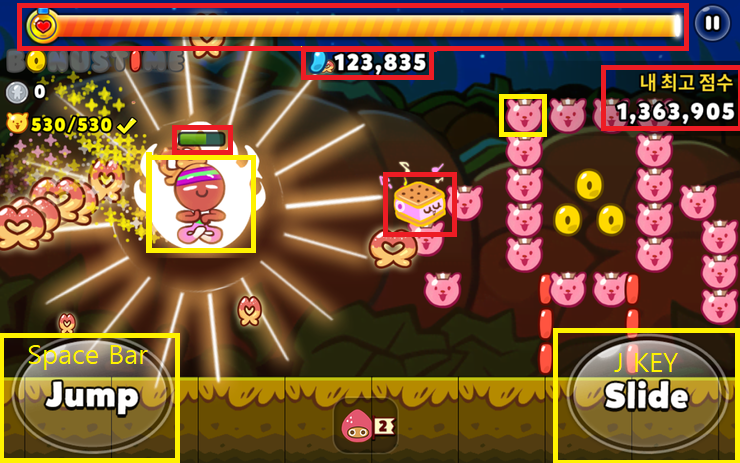 BONUSTIME
123,835
내 최고 점수
1,363,905
0
530/530
Space Bar
Jump
J KEY
Slide
2